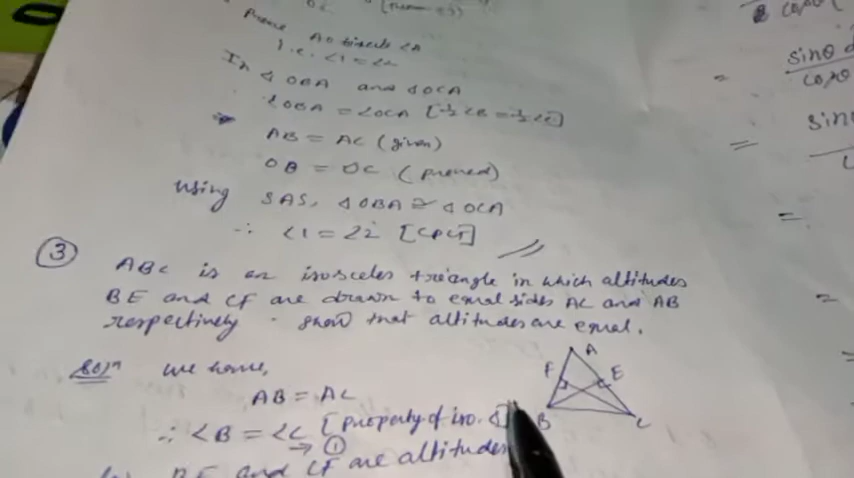 Prove AO bisects ∠A
i.e. ∠1 = ∠2
In Δ OBA and Δ OCA
∠OBA = ∠OCA [½∠B = ½∠C]
AB = AC (given)
OB = OC (proved)
Using SAS, Δ OBA ≅ Δ OCA
∴ ∠1 = ∠2 [CPCT]
③ ABC is an isosceles triangle in which altitudes
BE and CF are drawn to equal sides AC and AB
respectively. Show that altitudes are equal.
Solⁿ We have,
AB = AC
∴ ∠B = ∠C [Property of iso. Δ]
→ ①
BE and CF are altitudes
A
F
E
B
C
sinθ
cosθ
=
sin
=
=
=